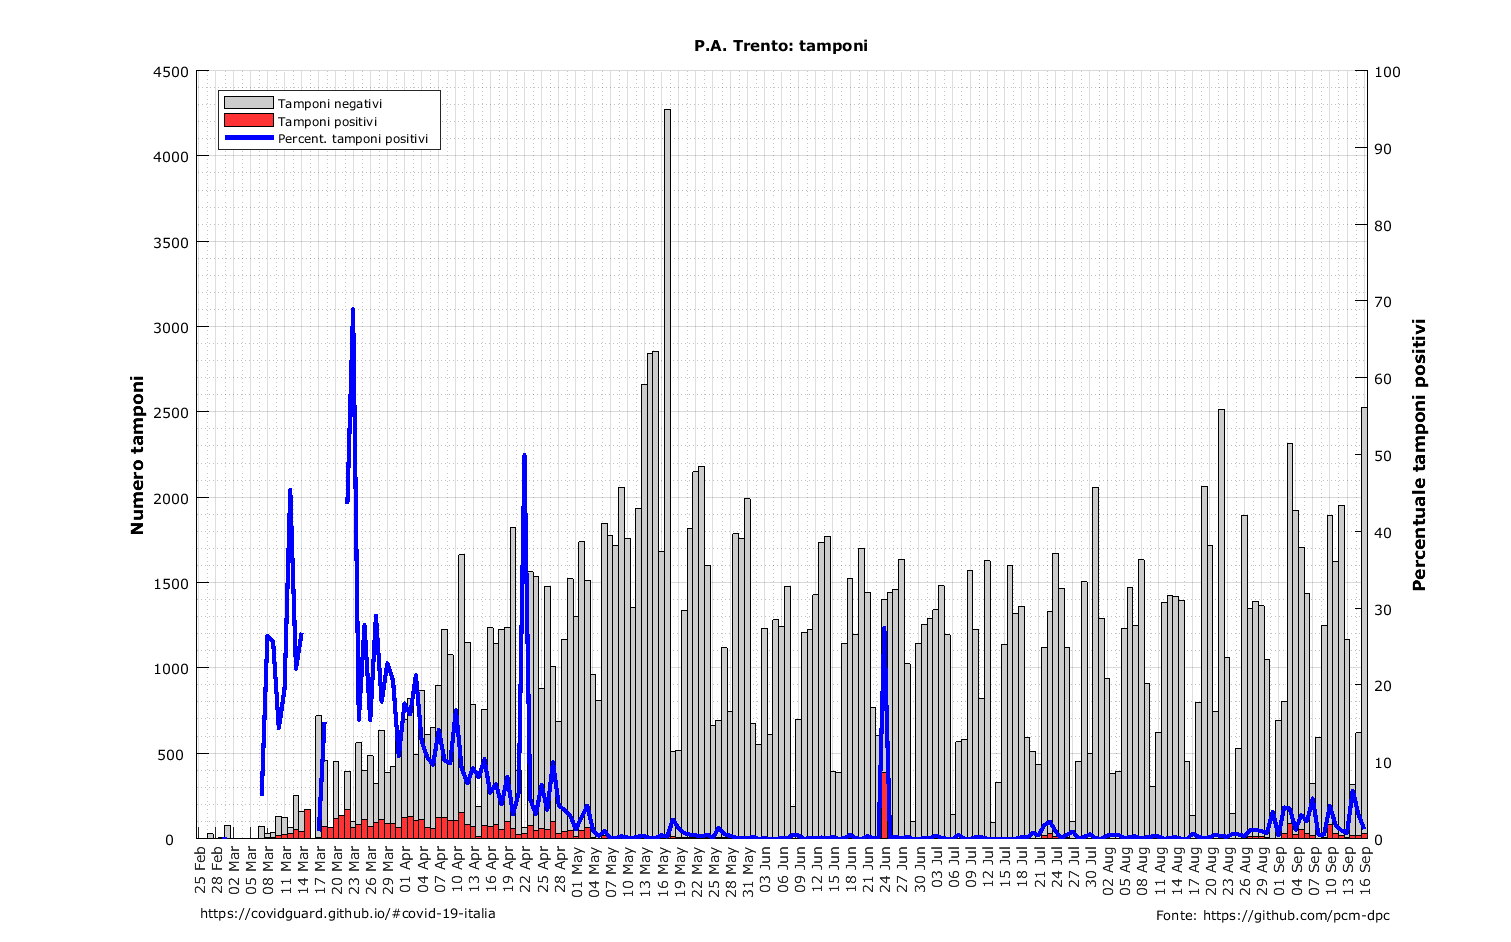 P.A. Trento: tamponi
Tamponi negativi
Tamponi positivi
Percent. tamponi positivi
Numero tamponi
4500
4000
3500
3000
2500
2000
1500
1000
500
0
Percentuale tamponi positivi
100
90
80
70
60
50
40
30
20
10
0
25 Feb
28 Feb
02 Mar
05 Mar
08 Mar
11 Mar
14 Mar
17 Mar
20 Mar
23 Mar
26 Mar
29 Mar
01 Apr
04 Apr
07 Apr
10 Apr
13 Apr
16 Apr
19 Apr
22 Apr
25 Apr
28 Apr
01 May
04 May
07 May
10 May
13 May
16 May
19 May
22 May
25 May
28 May
31 May
03 Jun
06 Jun
09 Jun
12 Jun
15 Jun
18 Jun
21 Jun
24 Jun
27 Jun
30 Jun
03 Jul
06 Jul
09 Jul
12 Jul
15 Jul
18 Jul
21 Jul
24 Jul
27 Jul
30 Jul
02 Aug
05 Aug
08 Aug
11 Aug
14 Aug
17 Aug
20 Aug
23 Aug
26 Aug
29 Aug
01 Sep
04 Sep
07 Sep
10 Sep
13 Sep
16 Sep
https://covidguard.github.io/#covid-19-italia
Fonte: https://github.com/pcm-dpc